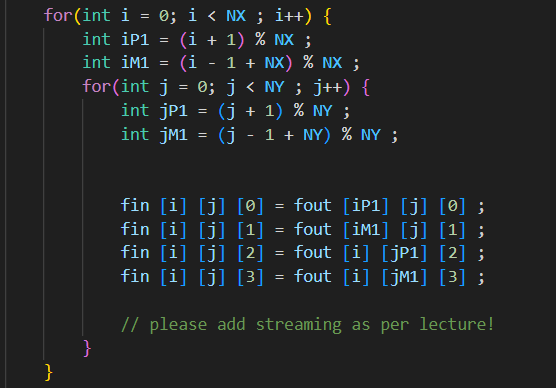 for(int i = 0; i < NX ; i++) {
int iP1 = (i + 1) % NX ;
int iM1 = (i - 1 + NX) % NX ;
for(int j = 0; j < NY ; j++) {
int jP1 = (j + 1) % NY ;
int jM1 = (j - 1 + NY) % NY ;
fin [i] [j] [0] = fout [iP1] [j] [0] ;
fin [i] [j] [1] = fout [iM1] [j] [1] ;
fin [i] [j] [2] = fout [i] [jP1] [2] ;
fin [i] [j] [3] = fout [i] [jM1] [3] ;
// please add streaming as per lecture!
}
}